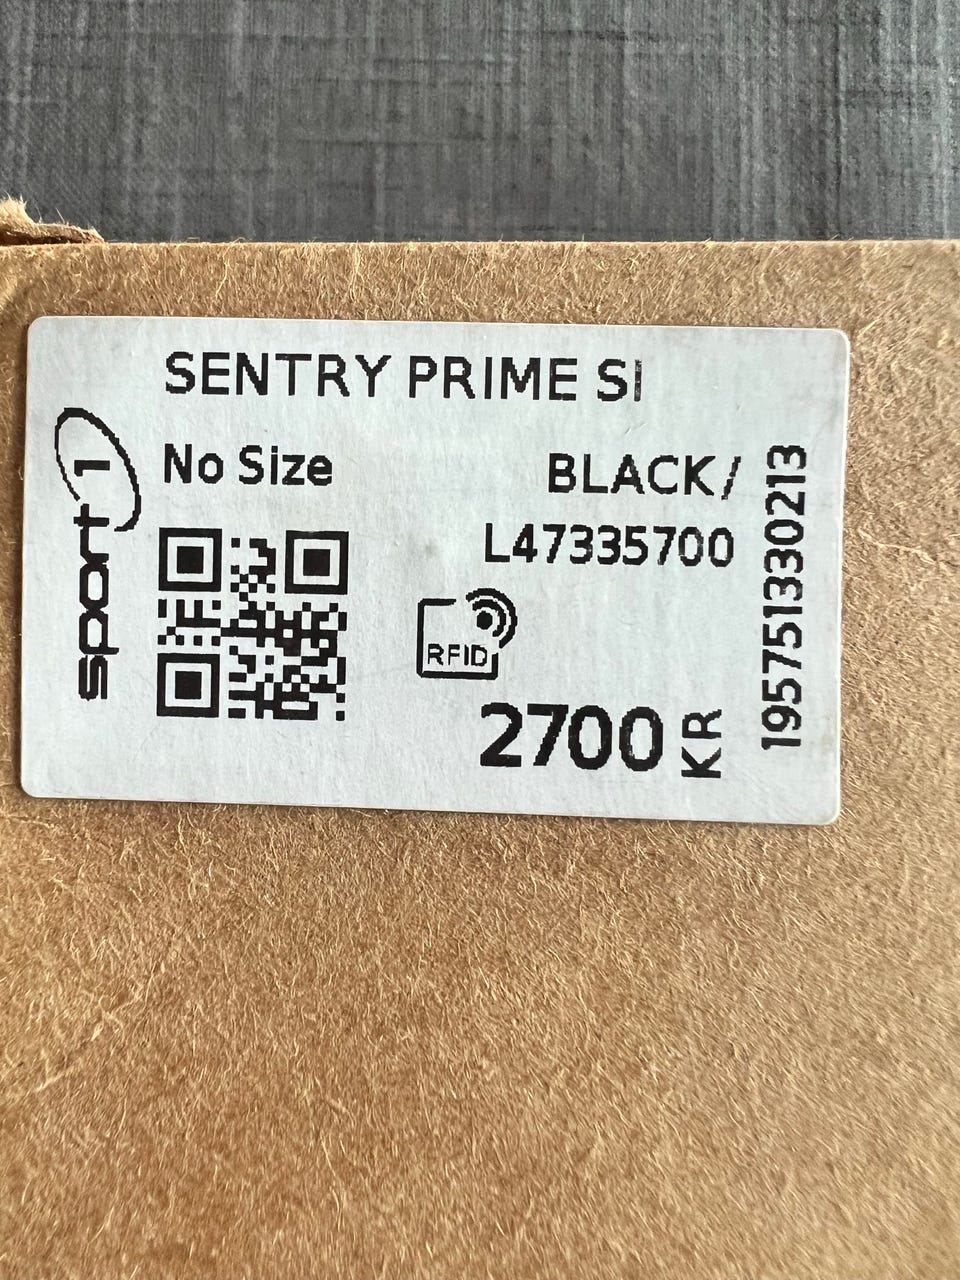 SENTRY PRIME SI
sport 1
No Size
BLACK/
L47335700
RFID
2700 KR
195751330213